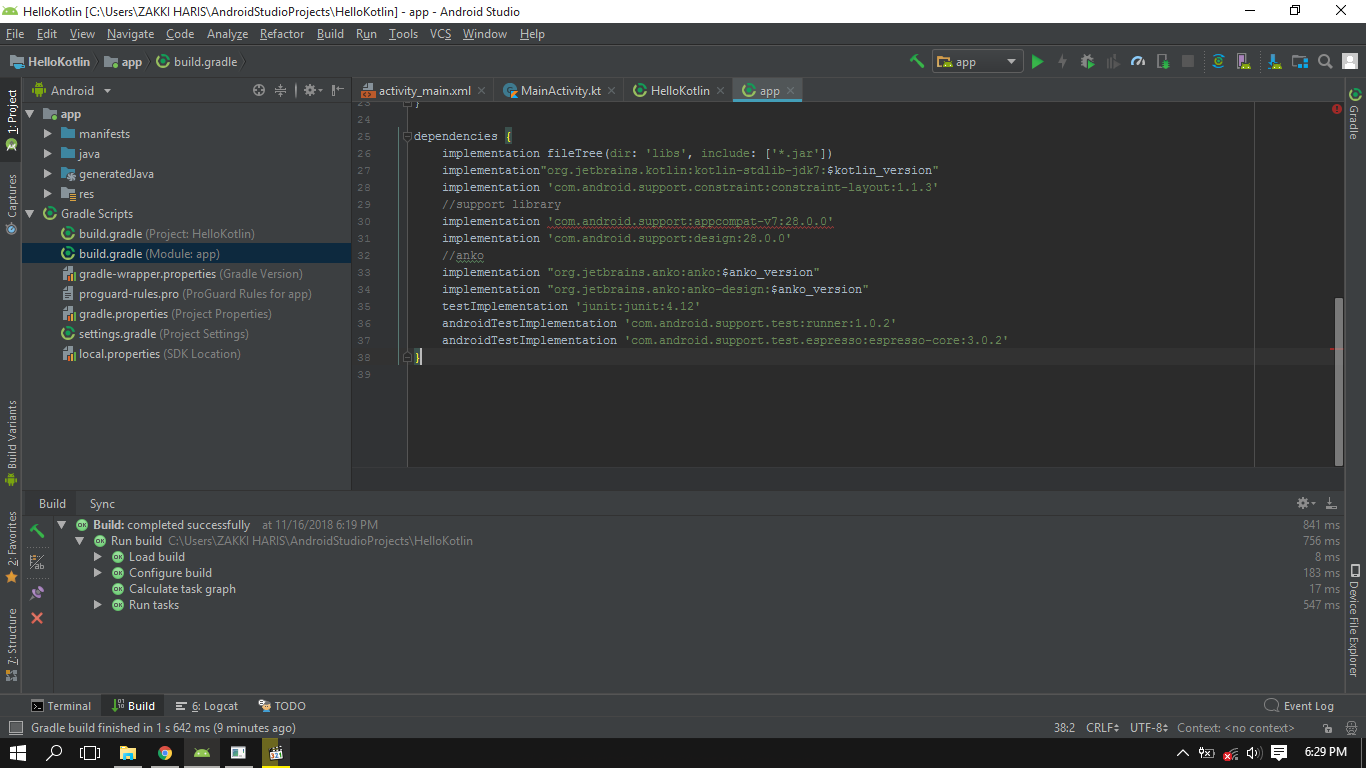 HelloKotlin [C:\Users\ZAKKI HARIS\AndroidStudioProjects\HelloKotlin] - app - Android Studio
File Edit View Navigate Code Analyze Refactor Build Run Tools VCS Window Help
HelloKotlin app build.gradle app
1: Project
Captures
Build Variants
2: Favorites
7: Structure
Android
app
manifests
java
generatedJava
res
Gradle Scripts
build.gradle (Project: HelloKotlin)
build.gradle (Module: app)
gradle-wrapper.properties (Gradle Version)
proguard-rules.pro (ProGuard Rules for app)
gradle.properties (Project Properties)
settings.gradle (Project Settings)
local.properties (SDK Location)
activity_main.xml MainActivity.kt HelloKotlin app
23 }
24
25 dependencies {
26 implementation fileTree(dir: 'libs', include: ['*.jar'])
27 implementation"org.jetbrains.kotlin:kotlin-stdlib-jdk7:$kotlin_version"
28 implementation 'com.android.support.constraint:constraint-layout:1.1.3'
29 //support library
30 implementation 'com.android.support:appcompat-v7:28.0.0'
31 implementation 'com.android.support:design:28.0.0'
32 //anko
33 implementation "org.jetbrains.anko:anko:$anko_version"
34 implementation "org.jetbrains.anko:anko-design:$anko_version"
35 testImplementation 'junit:junit:4.12'
36 androidTestImplementation 'com.android.support.test:runner:1.0.2'
37 androidTestImplementation 'com.android.support.test.espresso:espresso-core:3.0.2'
38 }
39
Gradle
Device File Explorer
Build Sync
Build: completed successfully at 11/16/2018 6:19 PM 841 ms
Run build C:\Users\ZAKKI HARIS\AndroidStudioProjects\HelloKotlin 756 ms
Load build 8 ms
Configure build 183 ms
Calculate task graph 17 ms
Run tasks 547 ms
Terminal Build 6: Logcat TODO Event Log
Gradle build finished in 1 s 642 ms (9 minutes ago) 38:2 CRLF UTF-8 Context: <no context>
6:29 PM